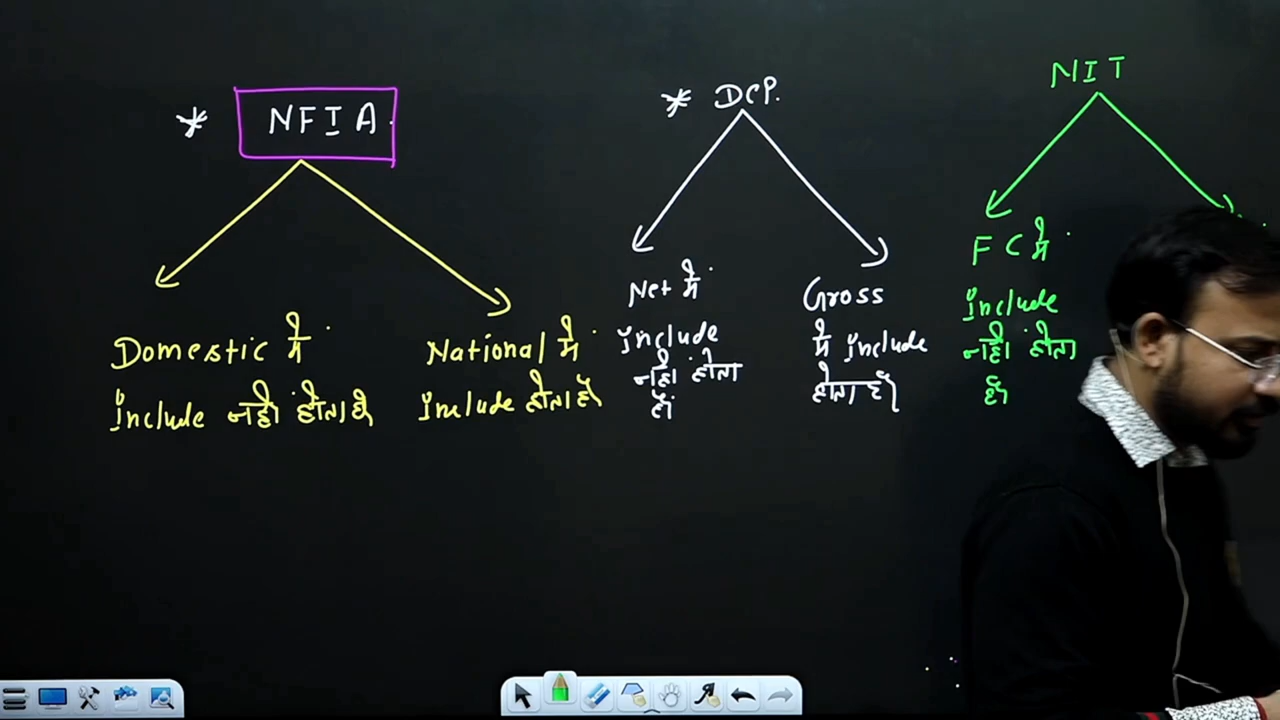 * NFIA.
Domestic में
include नही होता है
National में
include होता है
* DCP.
Net में
include
नही होता
है
Gross
में include
होता है
NIT
FC में
include
नही होता
है